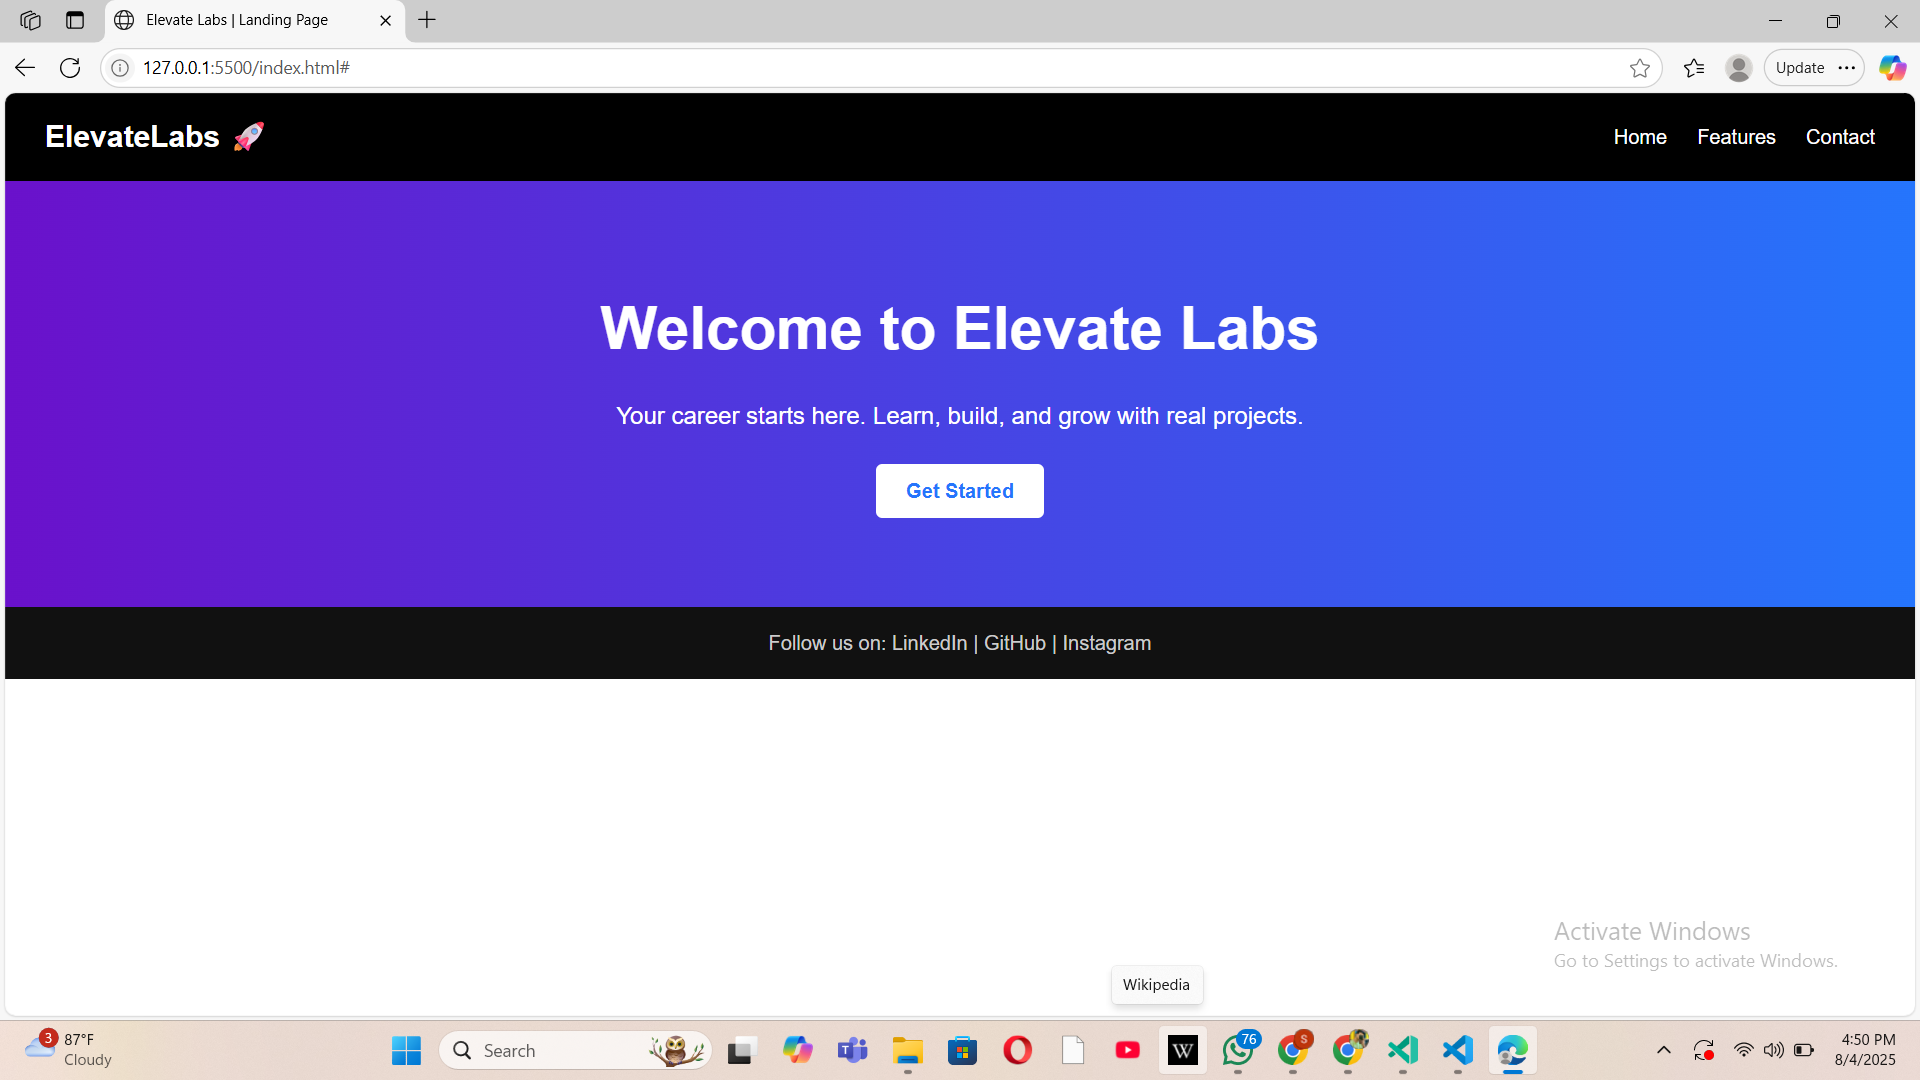 Elevate Labs | Landing Page
127.0.0.1:5500/index.html#
Update
ElevateLabs 🚀
Home Features Contact
Welcome to Elevate Labs
Your career starts here. Learn, build, and grow with real projects.
Get Started
Follow us on: LinkedIn | GitHub | Instagram
Activate Windows
Go to Settings to activate Windows.
Wikipedia
3
87°F
Cloudy
Search
T
W
76
S
4:50 PM
8/4/2025